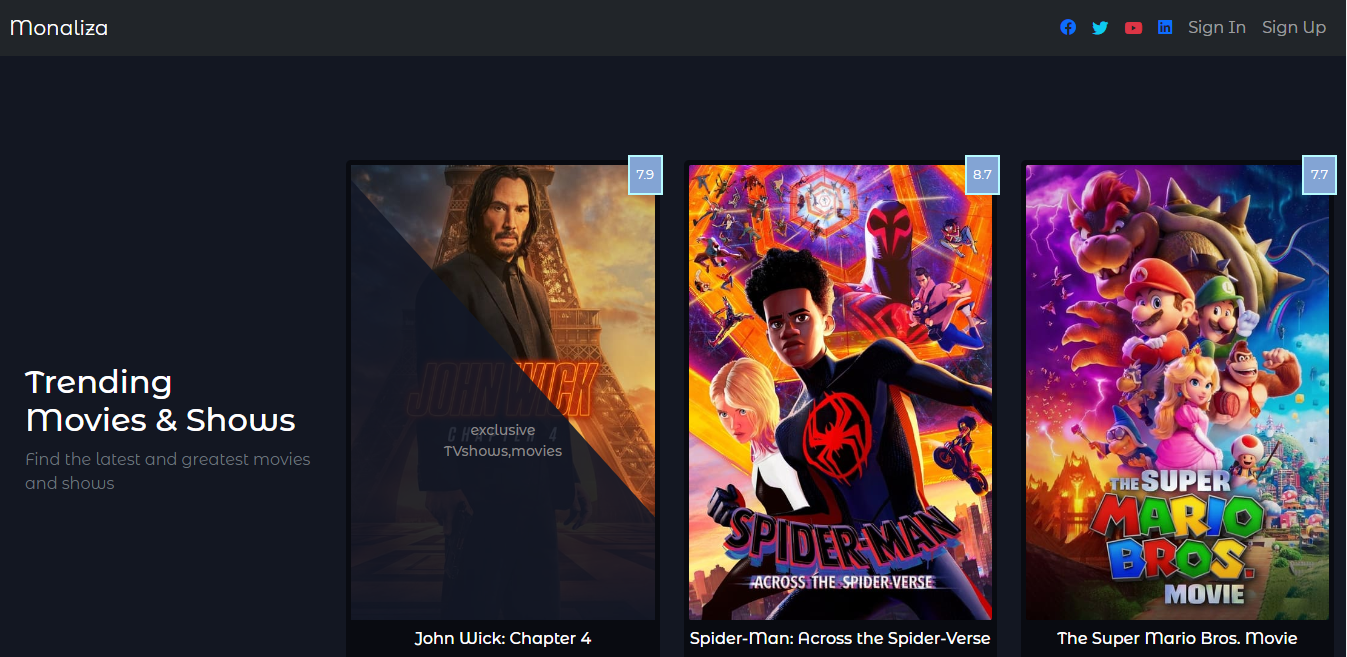 Monaliza
Sign In Sign Up
7.9
8.7
7.7
Trending
Movies & Shows
Find the latest and greatest movies
and shows
JOHN WICK
CHAPTER 4
exclusive
TVshows,movies
SPIDER-MAN
ACROSS THE SPIDER-VERSE
THE SUPER
MARIO
BROS.
MOVIE
John Wick: Chapter 4
Spider-Man: Across the Spider-Verse
The Super Mario Bros. Movie